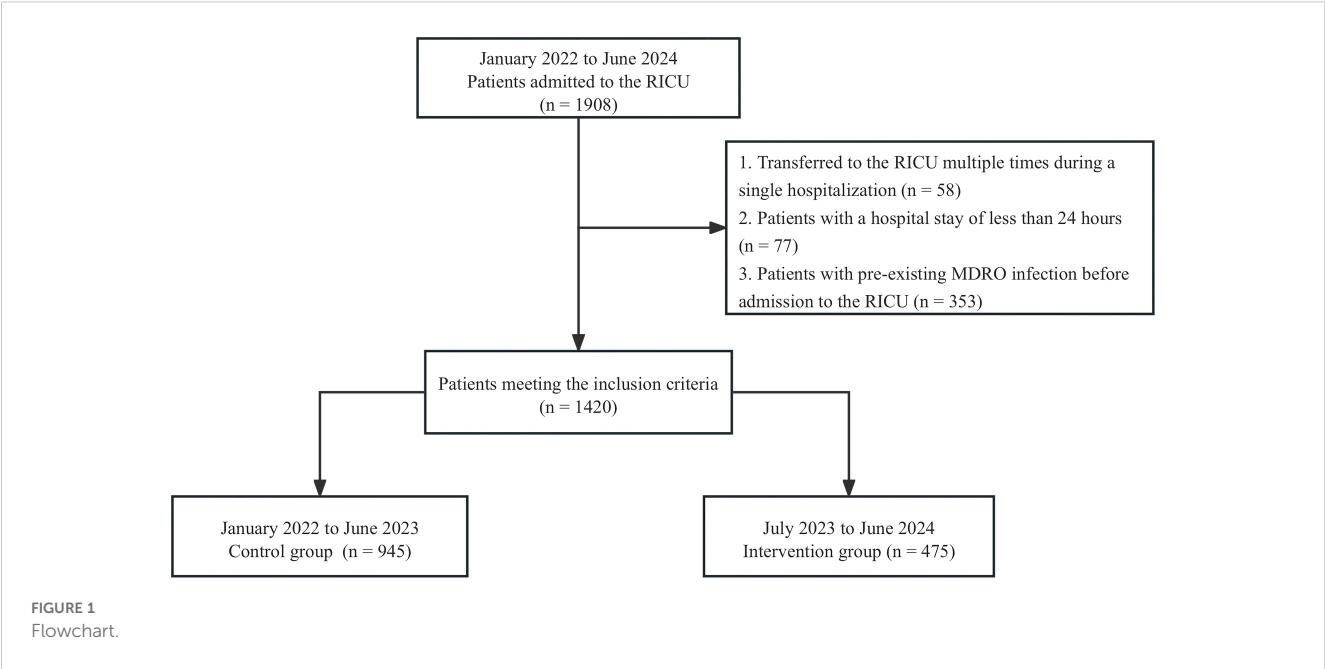 January 2022 to June 2024
Patients admitted to the RICU
(n = 1908)
1. Transferred to the RICU multiple times during a
single hospitalization (n = 58)
2. Patients with a hospital stay of less than 24 hours
(n = 77)
3. Patients with pre-existing MDRO infection before
admission to the RICU (n = 353)
Patients meeting the inclusion criteria
(n = 1420)
January 2022 to June 2023
Control group (n = 945)
July 2023 to June 2024
Intervention group (n = 475)
FIGURE 1
Flowchart.